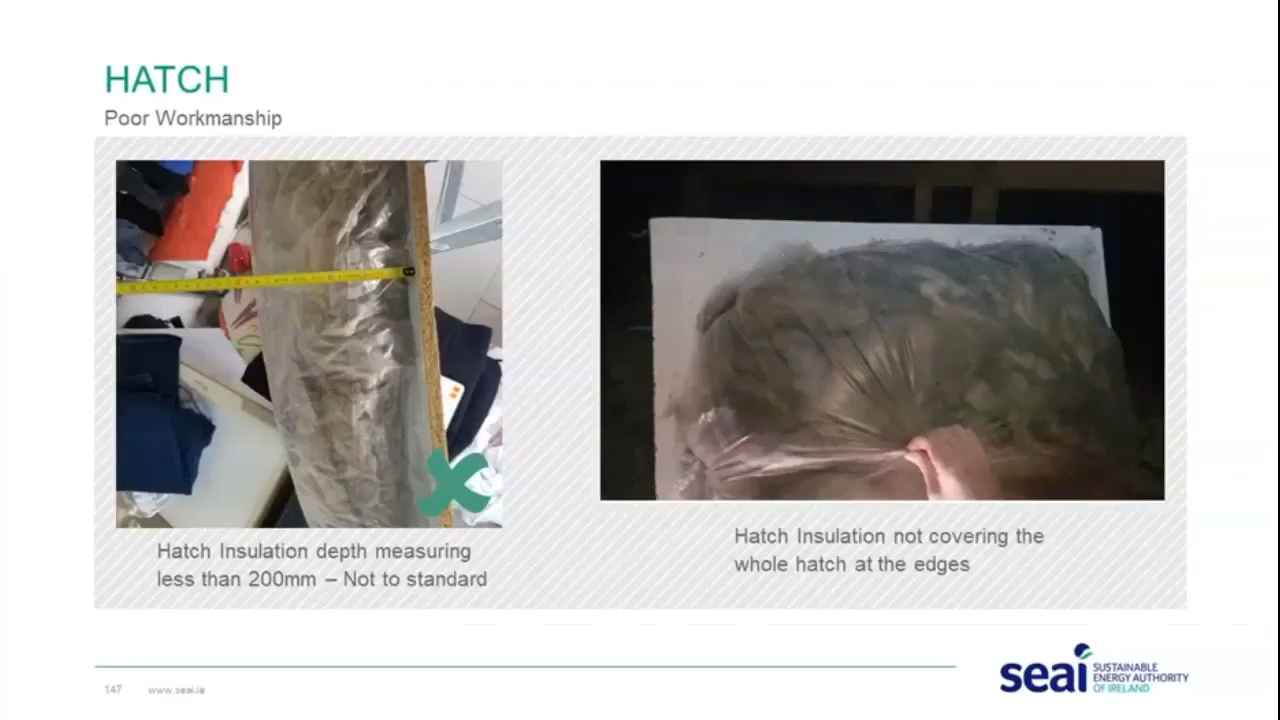 HATCH
Poor Workmanship
Hatch Insulation depth measuring
less than 200mm – Not to standard
Hatch Insulation not covering the
whole hatch at the edges
147
www.seai.ie
seai
SUSTAINABLE
ENERGY AUTHORITY
OF IRELAND